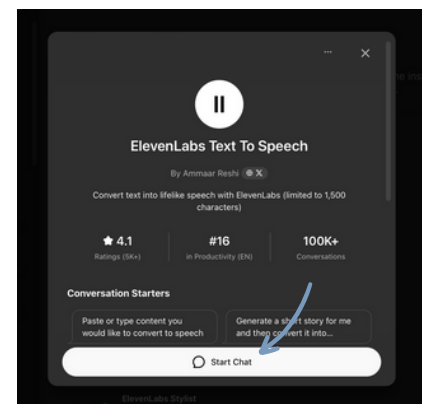 ElevenLabs Text To Speech
By Ammaar Reshi
Convert text into lifelike speech with ElevenLabs (limited to 1,500
characters)
★ 4.1
Ratings (5K+)
#16
in Productivity (EN)
100K+
Conversations
Conversation Starters
Paste or type content you
would like to convert to speech
Generate a short story for me
and then convert it into...
Start Chat
ElevenLabs Stylist